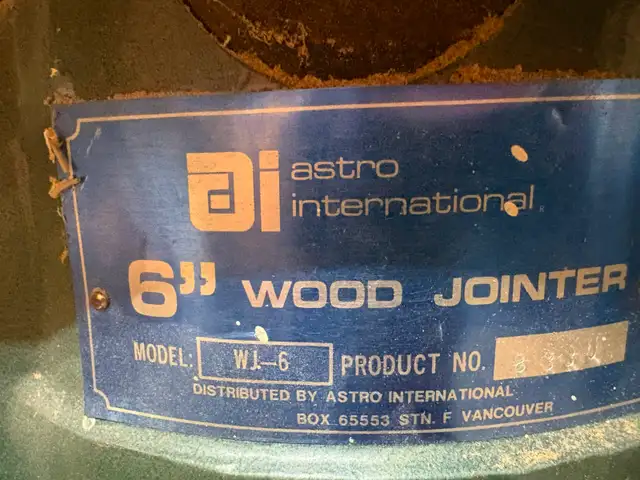 ai astro
international
6" WOOD JOINTER
MODEL: WJ-6 PRODUCT NO.
DISTRIBUTED BY ASTRO INTERNATIONAL
BOX 65553 STN. F VANCOUVER